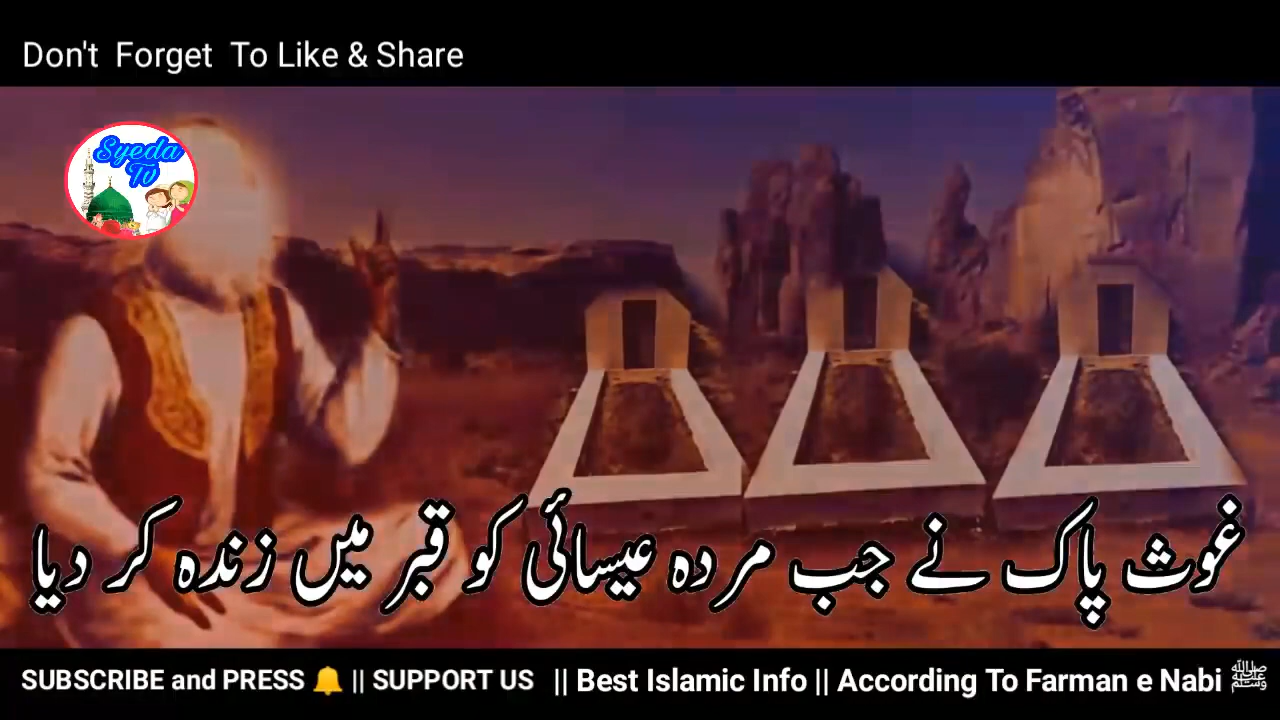 Don't Forget To Like & Share
Syeda
Tv
غوث پاک نے جب مردہ عیسائی کو قبر میں زندہ کر دیا
SUBSCRIBE and PRESS 🔔 || SUPPORT US || Best Islamic Info || According To Farman e Nabi ﷺ